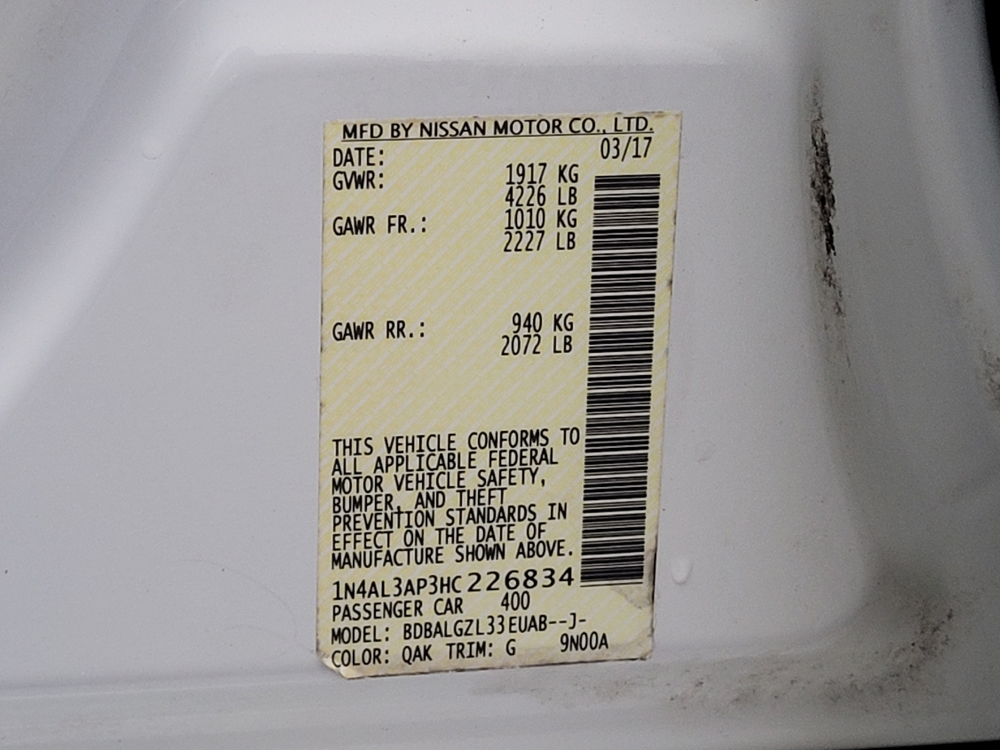 MFD BY NISSAN MOTOR CO., LTD.
DATE: 03/17
GVWR: 1917 KG
4226 LB
GAWR FR.: 1010 KG
2227 LB
GAWR RR.: 940 KG
2072 LB
THIS VEHICLE CONFORMS TO
ALL APPLICABLE FEDERAL
MOTOR VEHICLE SAFETY,
BUMPER, AND THEFT
PREVENTION STANDARDS IN
EFFECT ON THE DATE OF
MANUFACTURE SHOWN ABOVE.
1N4AL3AP3HC226834
PASSENGER CAR 400
MODEL: BDBALGZL33EUAB--J-
COLOR: QAK TRIM: G 9N00A